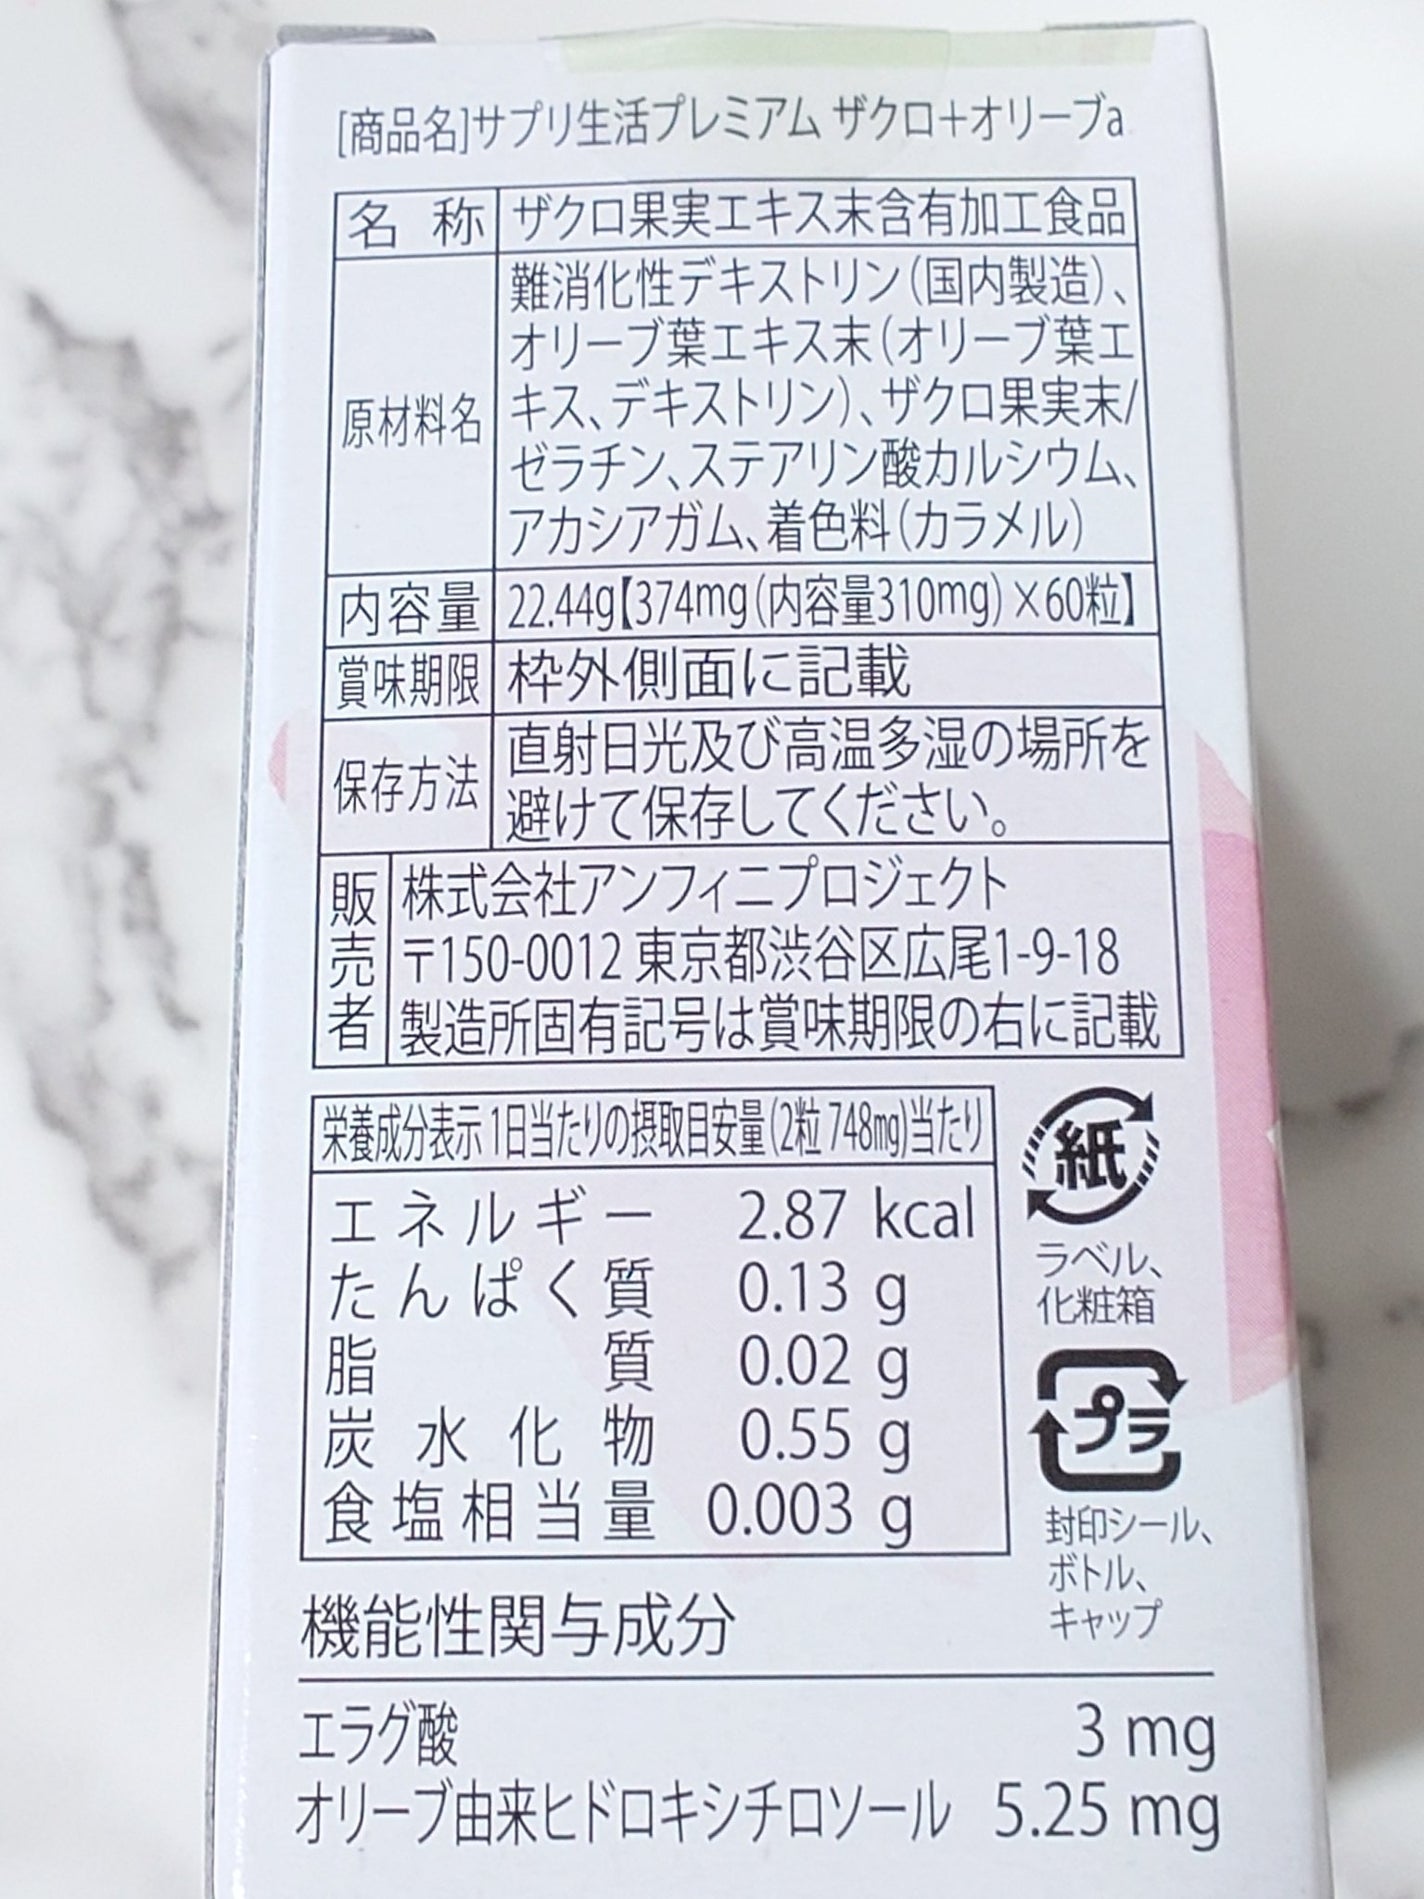 [商品名]サプリ生活プレミアム ザクロ+オリーブa
名 称 ザクロ果実エキス末含有加工食品
原材料名 難消化性デキストリン(国内製造)、
オリーブ葉エキス末(オリーブ葉エ
キス、デキストリン)、ザクロ果実末/
ゼラチン、ステアリン酸カルシウム、
アカシアガム、着色料(カラメル)
内容量 22.44g【374mg(内容量310mg)×60粒】
賞味期限 枠外側面に記載
保存方法 直射日光及び高温多湿の場所を
避けて保存してください。
販売者 株式会社アンフィニプロジェクト
〒150-0012 東京都渋谷区広尾1-9-18
製造所固有記号は賞味期限の右に記載
栄養成分表示 1日当たりの摂取目安量(2粒 748mg)当たり
エネルギー 2.87 kcal
たんぱく質 0.13 g
脂質 0.02 g
炭水化物 0.55 g
食塩相当量 0.003 g
紙
ラベル、
化粧箱
プラ
封印シール、
ボトル、
キャップ
機能性関与成分
エラグ酸 3 mg
オリーブ由来ヒドロキシチロソール 5.25 mg